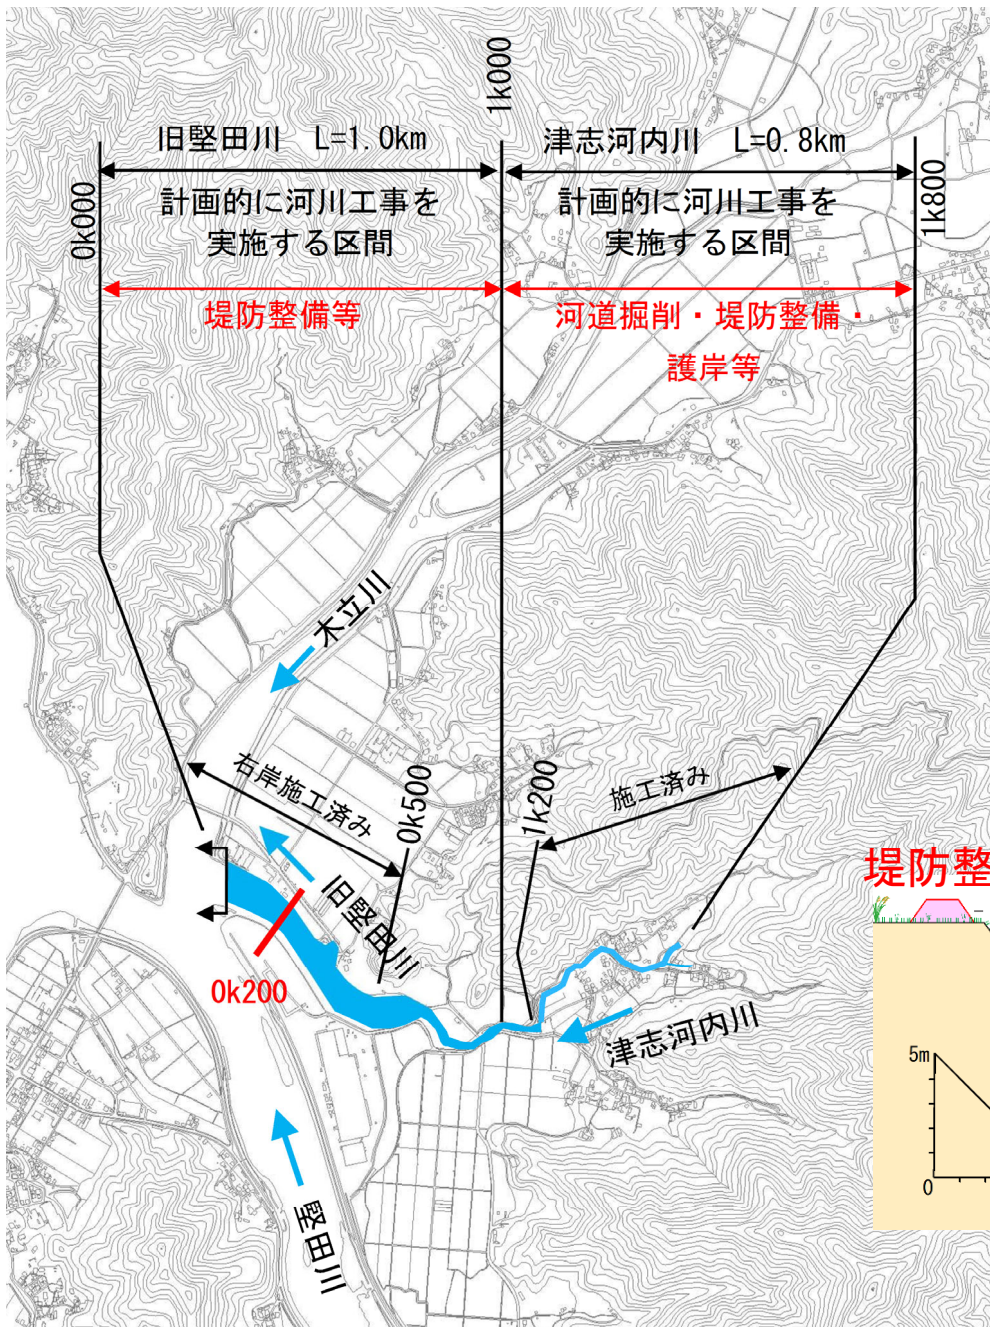 1k000
旧堅田川 L=1.0km
津志河内川 L=0.8km
0k000
計画的に河川工事を
実施する区間
計画的に河川工事を
実施する区間
1k800
堤防整備等
河道掘削・堤防整備・
護岸等
木立川
右岸施工済み
0k500
1k200
施工済み
堤防整
旧堅田川
0k200
津志河内川
5m
0
堅田川